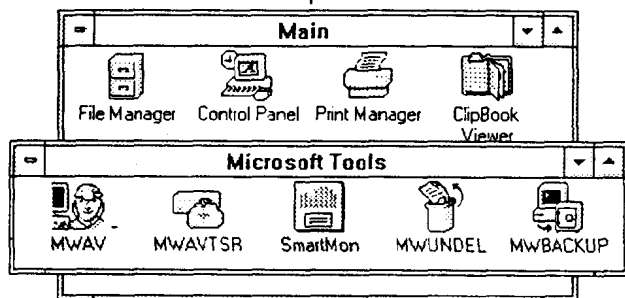 Main
File Manager Control Panel Print Manager ClipBook
Viewer
Microsoft Tools
MWAV MWAVTSR SmartMon MWUNDEL MWBACKUP